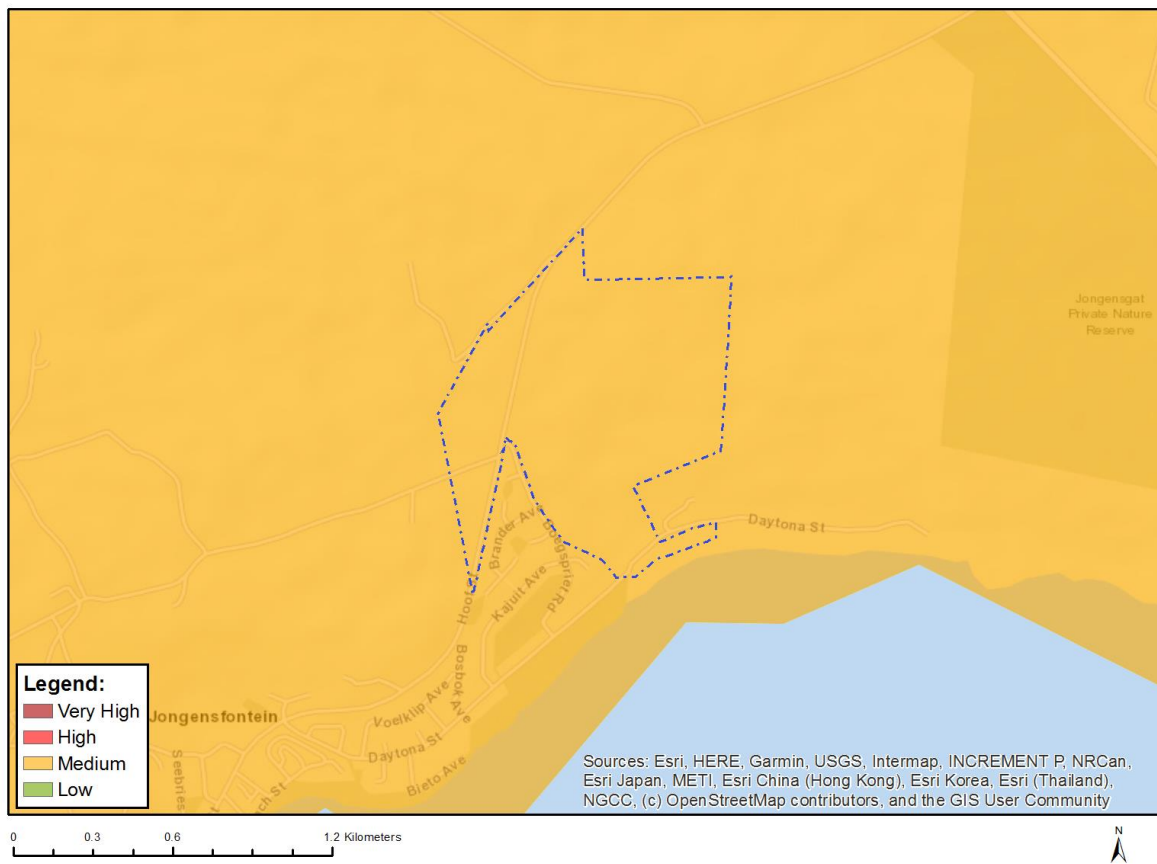 Jongensgat
Private Nature
Reserve
Daytona St
Brander Ave
Boegspriet Rd
Kajuit Ave
Bosbok Ave
Voelklip Ave
Jongensfontein
Daytona St
Bieto Ave
Seebries
Legend:
Very High
High
Medium
Low
Sources: Esri, HERE, Garmin, USGS, Intermap, INCREMENT P, NRCan,
Esri Japan, METI, Esri China (Hong Kong), Esri Korea, Esri (Thailand),
NGCC, (c) OpenStreetMap contributors, and the GIS User Community
0 0.3 0.6 1.2 Kilometers
N